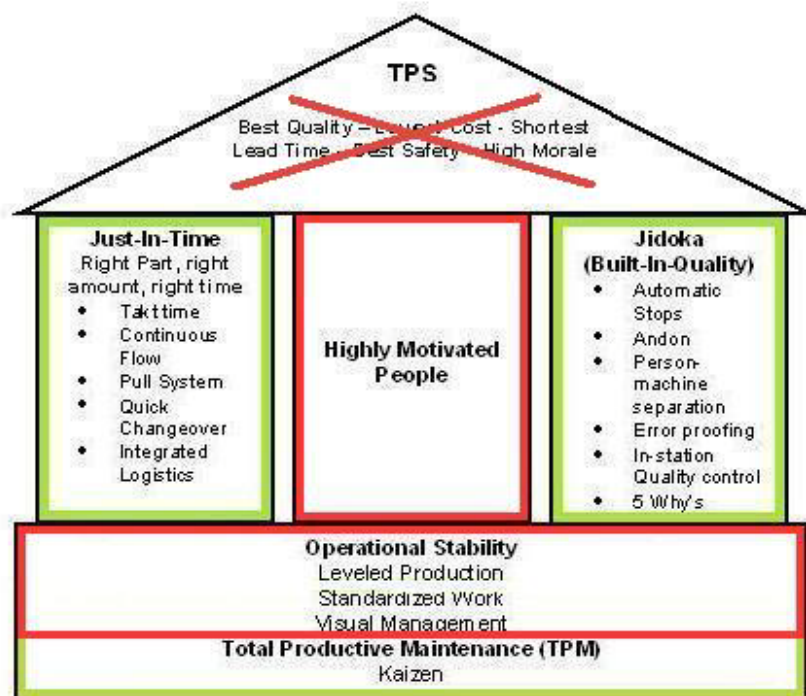 TPS
Best Quality – Lowest Cost - Shortest
Lead Time - Best Safety - High Morale
Just-In-Time
Right Part, right
amount, right time
• Takt time
• Continuous
Flow
• Pull System
• Quick
Changeover
• Integrated
Logistics
Highly Motivated
People
Jidoka
(Built-In-Quality)
• Automatic
Stops
• Andon
• Person-
machine
separation
• Error proofing
• In-station
Quality control
• 5 Why's
Operational Stability
Leveled Production
Standardized Work
Visual Management
Total Productive Maintenance (TPM)
Kaizen